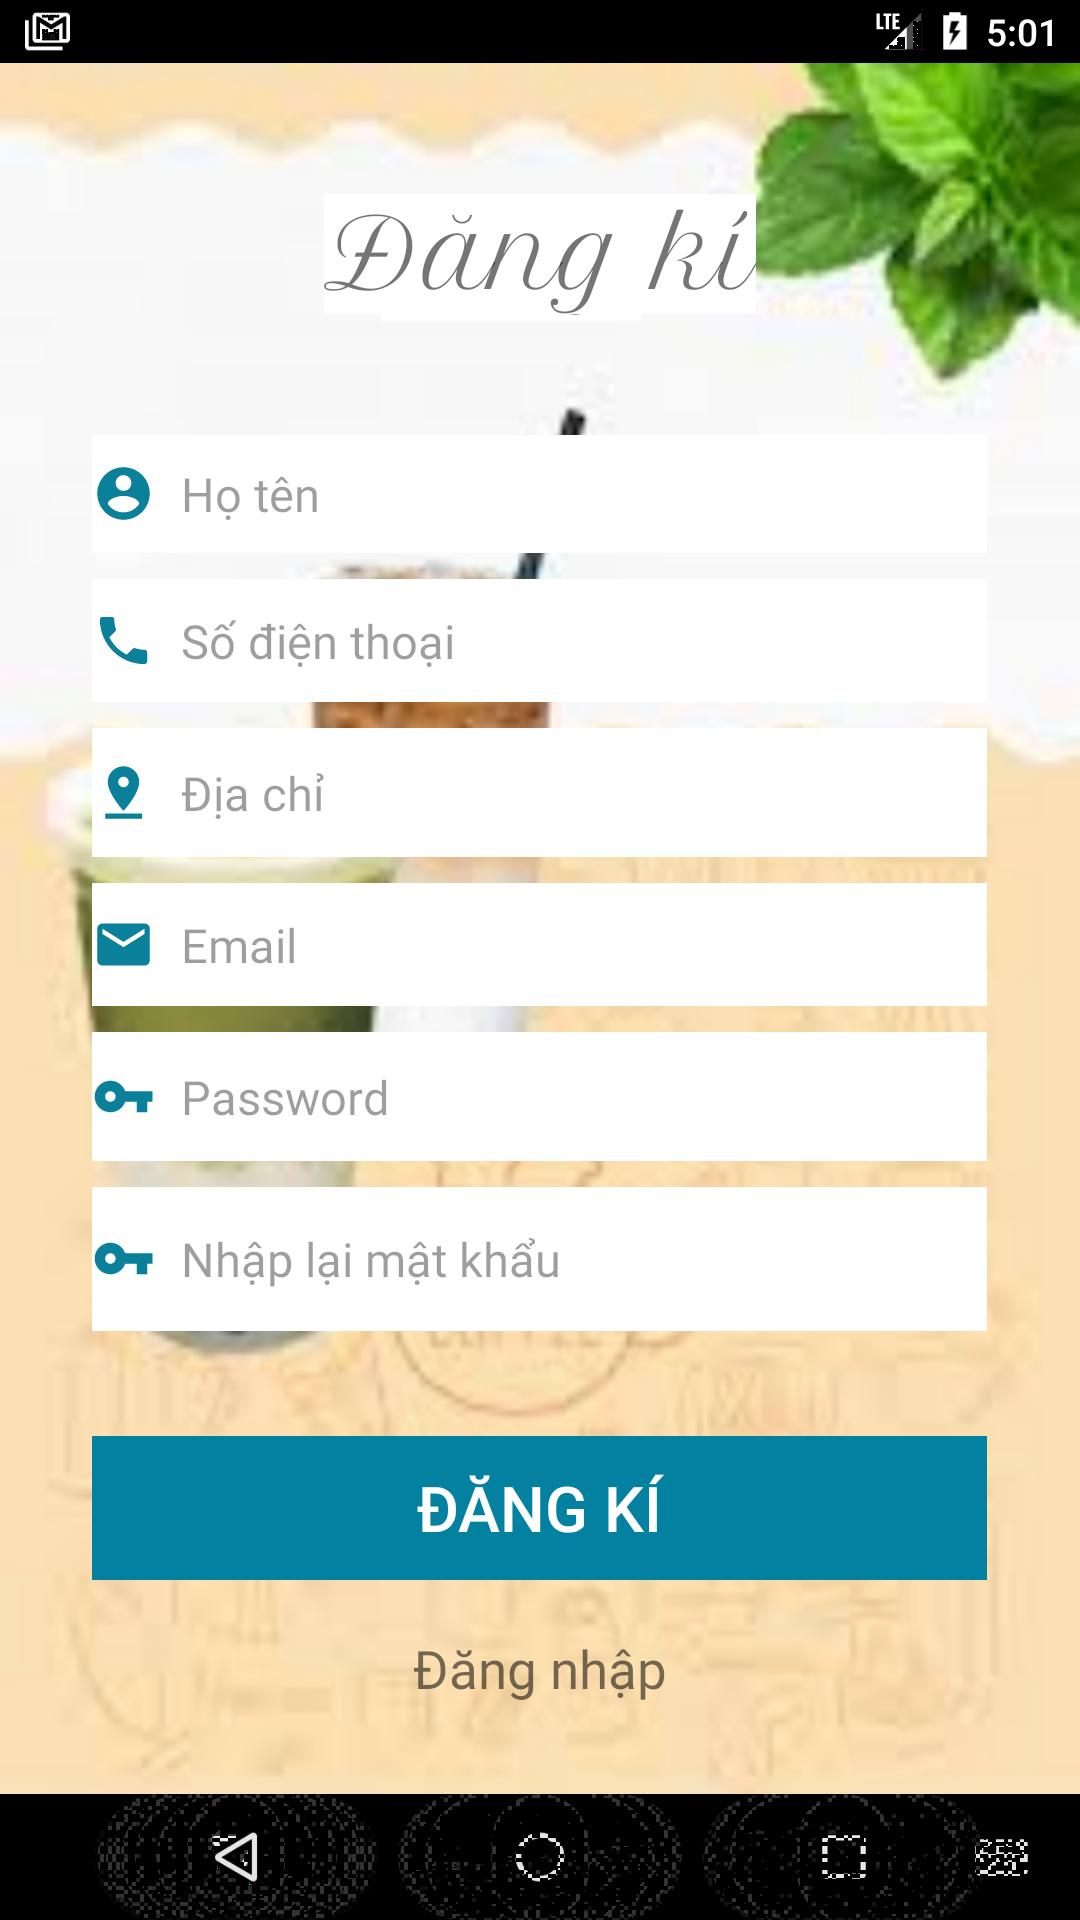 LTE 5:01
Đăng kí
Họ tên
Số điện thoại
Địa chỉ
Email
Password
Nhập lại mật khẩu
ĐĂNG KÍ
Đăng nhập